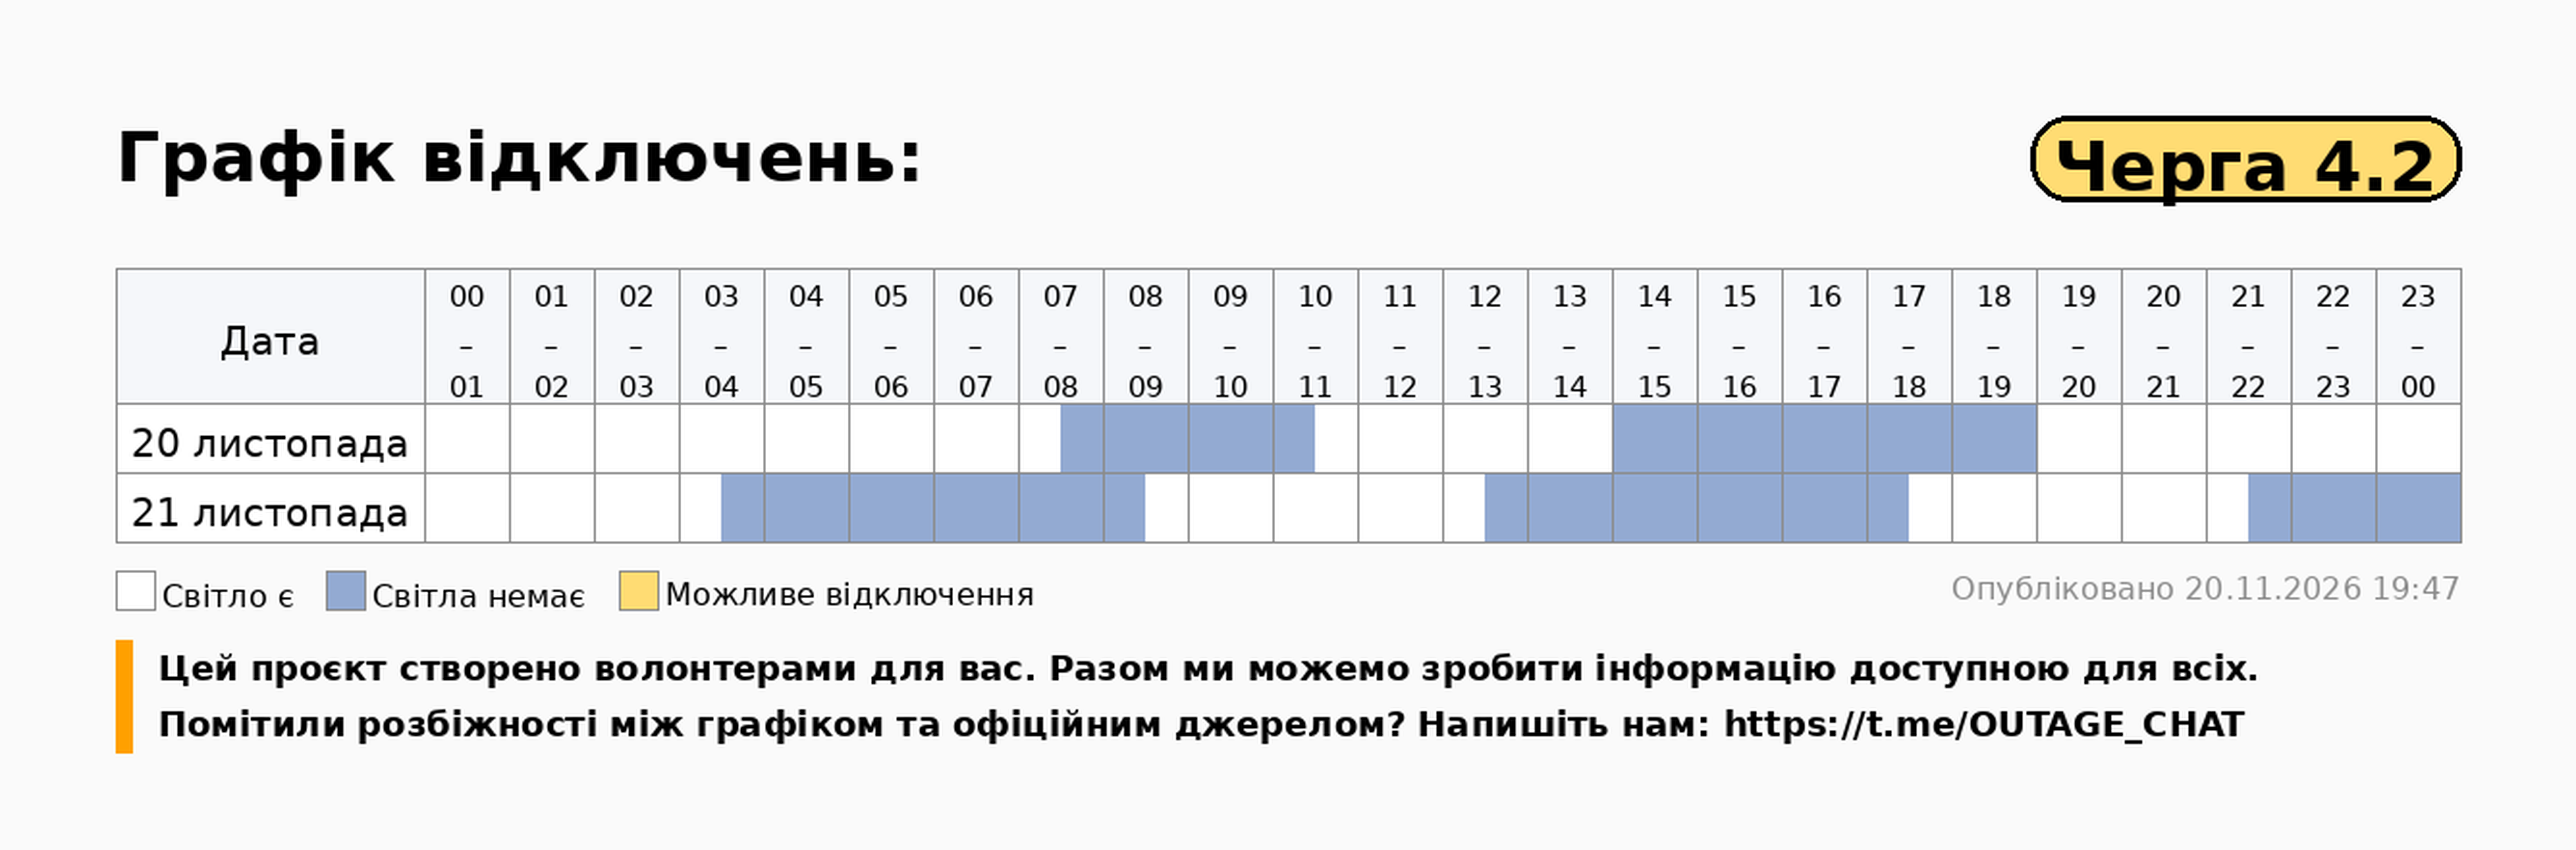 Графік відключень:
Черга 4.2
Дата 00 – 01 01 – 02 02 – 03 03 – 04 04 – 05 05 – 06 06 – 07 07 – 08 08 – 09 09 – 10 10 – 11 11 – 12 12 – 13 13 – 14 14 – 15 15 – 16 16 – 17 17 – 18 18 – 19 19 – 20 20 – 21 21 – 22 22 – 23 23 – 00
20 листопада
21 листопада
Світло є Світла немає Можливе відключення
Опубліковано 20.11.2026 19:47
Цей проєкт створено волонтерами для вас. Разом ми можемо зробити інформацію доступною для всіх.
Помітили розбіжності між графіком та офіційним джерелом? Напишіть нам: https://t.me/OUTAGE_CHAT